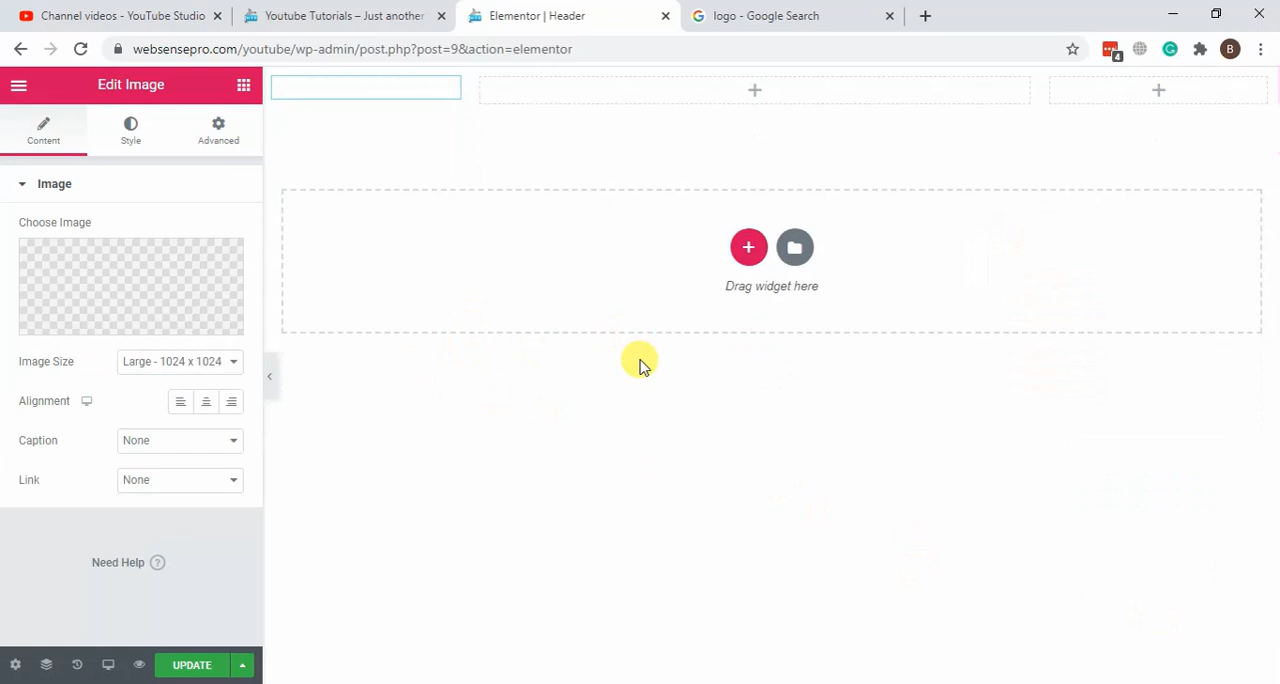 Channel videos - YouTube Studio
Youtube Tutorials – Just another
Elementor | Header
logo - Google Search
websensepro.com/youtube/wp-admin/post.php?post=9&action=elementor
4
B
Edit Image
Content
Style
Advanced
Image
Choose Image
Image Size
Large - 1024 x 1024
Alignment
Caption
None
Link
None
Need Help
UPDATE
Drag widget here